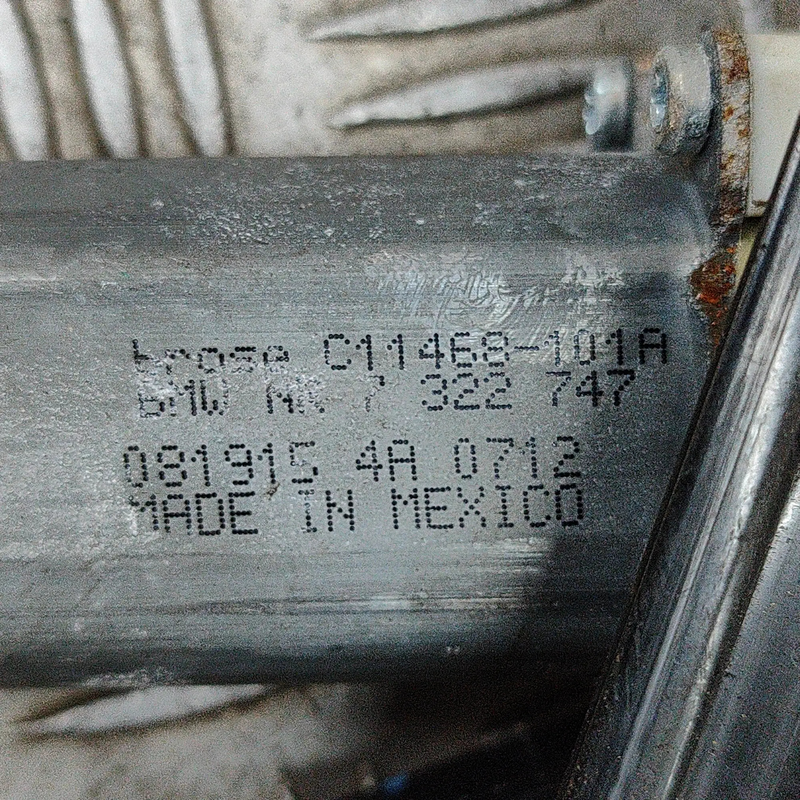 brose C11468-101A
BMW NR 7 322 747
081915 4A 0712
MADE IN MEXICO